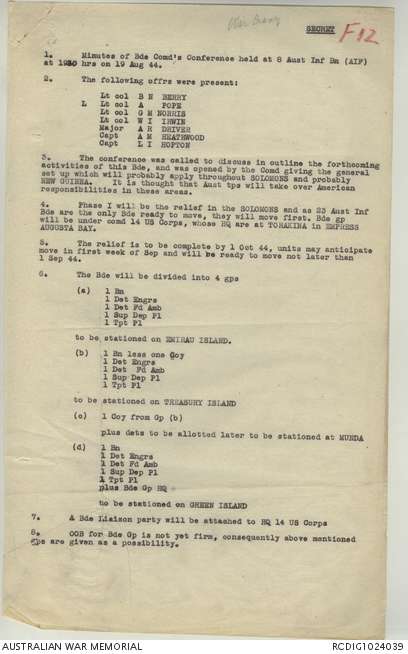 War Diary
SECRET
F12
1. Minutes of Bde Comd's Conference held at 8 Aust Inf Bn (AIF)
at 1930 hrs on 19 Aug 44.
2. The following offrs were present:
Lt col B N BERRY
L Lt col A POPE
Lt col G M NORRIS
Lt col W I IRWIN
Major A R DRIVER
Capt A M HEATHWOOD
Capt L I HOPTON
3. The conference was called to discuss in outline the forthcoming
activities of this Bde, and was opened by the Comd giving the general
set up which will probably apply throughout SOLOMONS and probably
NEW GUINEA. It is thought that Aust tps will take over American
responsibilities in these areas.
4. Phase I will be the relief in the SOLOMONS and as 23 Aust Inf
Bde are the only Bde ready to move, they will move first. Bde gp
will be under comd 14 US Corps, whose HQ are at TORAKINA in EMPRESS
AUGUSTA BAY.
5. The relief is to be complete by 1 Oct 44, units may anticipate
move in first week of Sep and will be ready to move not later than
1 Sep 44.
6. The Bde will be divided into 4 gps
(a) 1 Bn
1 Det Engrs
1 Det Fd Amb
1 Sup Dep Pl
1 Tpt Pl
to be stationed on EMIRAU ISLAND.
(b) 1 Bn less one Coy
1 Det Engrs
1 Det Fd Amb
1 Sup Dep Pl
1 Tpt Pl
to be stationed on TREASURY ISLAND
(c) 1 Coy from Gp (b)
plus dets to be allotted later to be stationed at MUNDA
(d) 1 Bn
1 Det Engrs
1 Det Fd Amb
1 Sup Dep Pl
1 Tpt Pl
plus Bde Gp HQ
to be stationed on GREEN ISLAND
7. A Bde Liaison party will be attached to HQ 14 US Corps
8. OOB for Bde Gp is not yet firm, consequently above mentioned
gps are given as a possibility.
AUSTRALIAN WAR MEMORIAL
RCDIG1024039